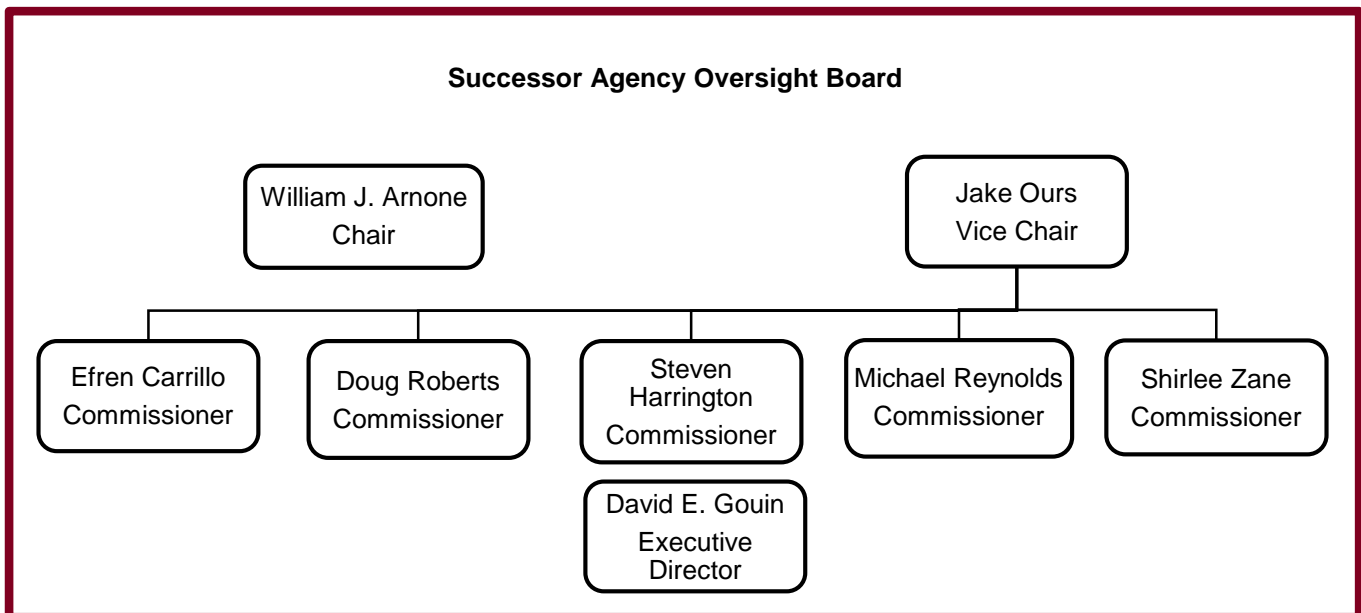 Successor Agency Oversight Board
William J. Arnone
Chair
Jake Ours
Vice Chair
Efren Carrillo
Commissioner
Doug Roberts
Commissioner
Steven
Harrington
Commissioner
Michael Reynolds
Commissioner
Shirlee Zane
Commissioner
David E. Gouin
Executive
Director